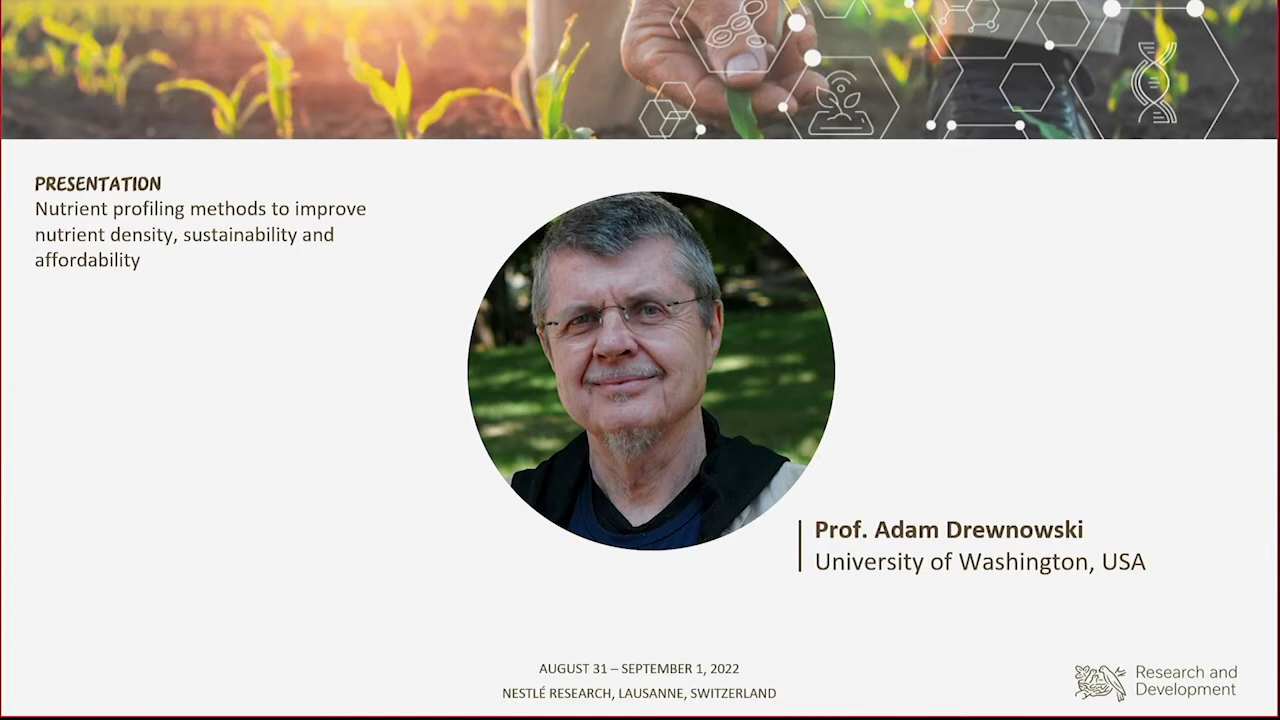 PRESENTATION
Nutrient profiling methods to improve
nutrient density, sustainability and
affordability
Prof. Adam Drewnowski
University of Washington, USA
AUGUST 31 – SEPTEMBER 1, 2022
NESTLÉ RESEARCH, LAUSANNE, SWITZERLAND
Research and
Development